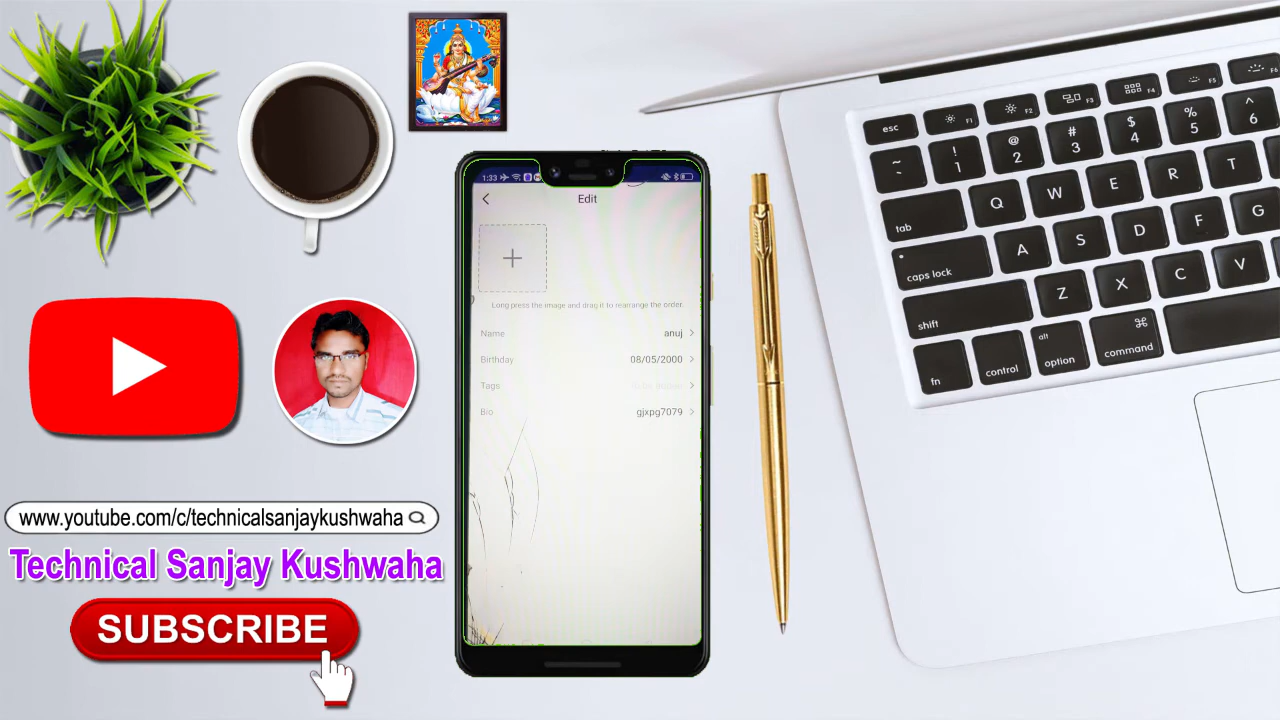 1:33
Edit
Long press the image and drag it to rearrange the order.
Name anuj
Birthday 08/05/2000
Tags
Bio gjxpg7079
www.youtube.com/c/technicalsanjaykushwaha
Technical Sanjay Kushwaha
SUBSCRIBE
esc F1 F2 F3 F4 F5 F6
~ ! @ # $ % ^
` 1 2 3 4 5 6
tab Q W E R T
caps lock A S D F G
shift Z X C V
fn control alt option ⌘ command